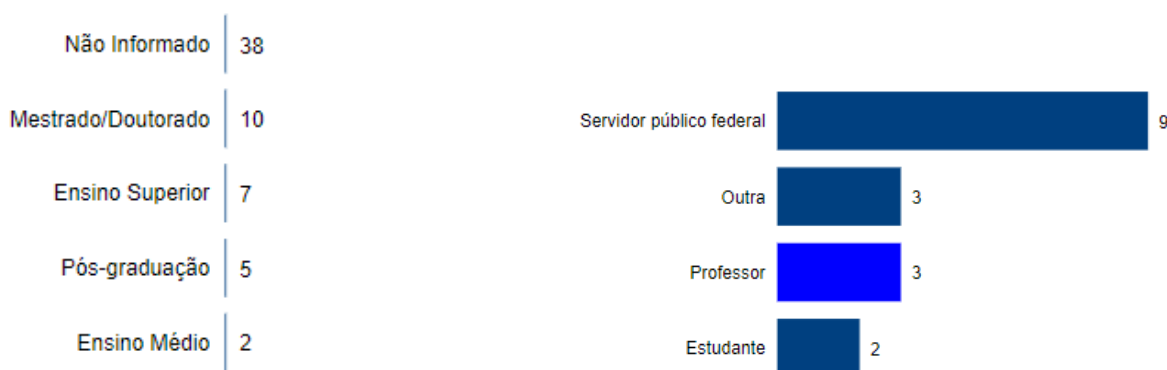 Não Informado 38
Mestrado/Doutorado 10
Ensino Superior 7
Pós-graduação 5
Ensino Médio 2
Servidor público federal 9
Outra 3
Professor 3
Estudante 2